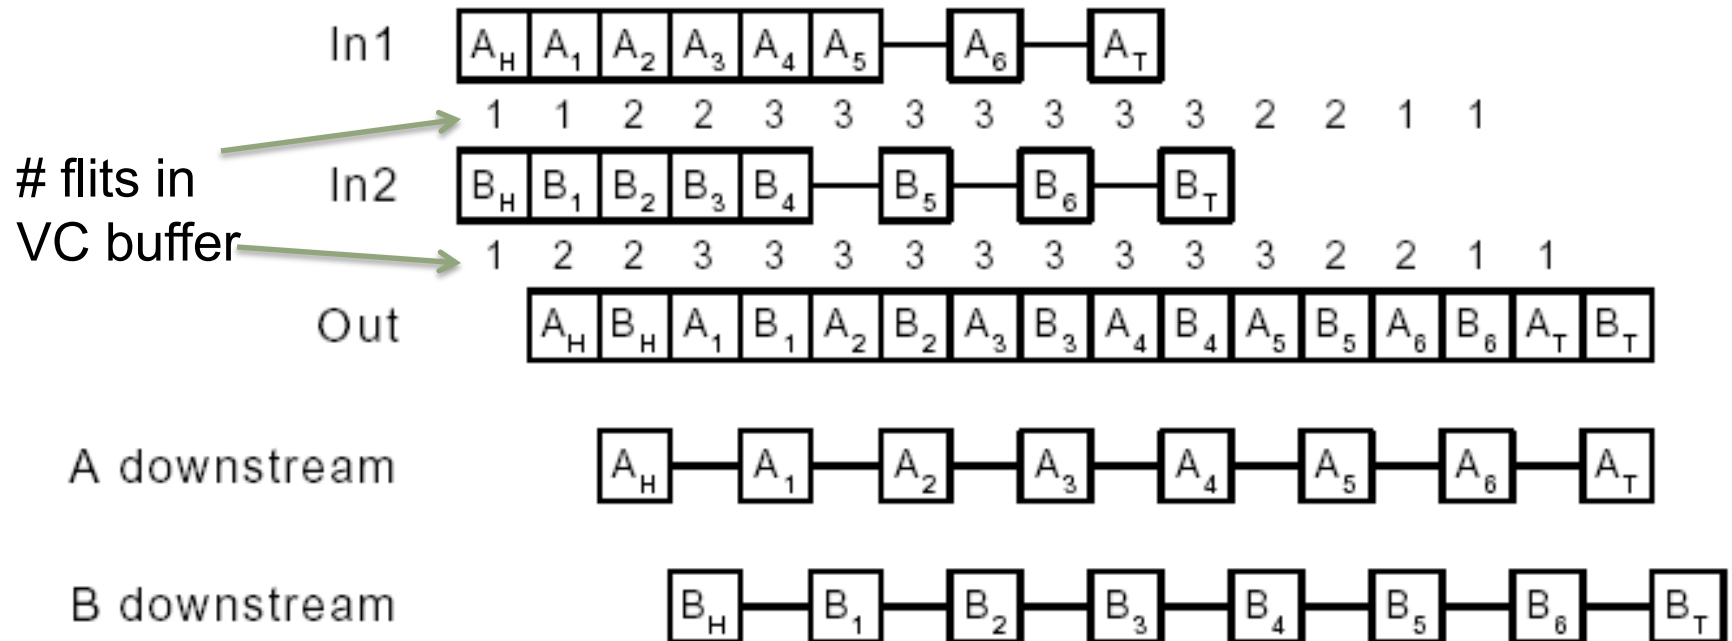 In1 A_H A_1 A_2 A_3 A_4 A_5 A_6 A_T
1 1 2 2 3 3 3 3 3 3 3 2 2 1 1
# flits in
VC buffer
In2 B_H B_1 B_2 B_3 B_4 B_5 B_6 B_T
1 2 2 3 3 3 3 3 3 3 3 3 2 2 1 1
Out A_H B_H A_1 B_1 A_2 B_2 A_3 B_3 A_4 B_4 A_5 B_5 A_6 B_6 A_T B_T
A downstream A_H A_1 A_2 A_3 A_4 A_5 A_6 A_T
B downstream B_H B_1 B_2 B_3 B_4 B_5 B_6 B_T